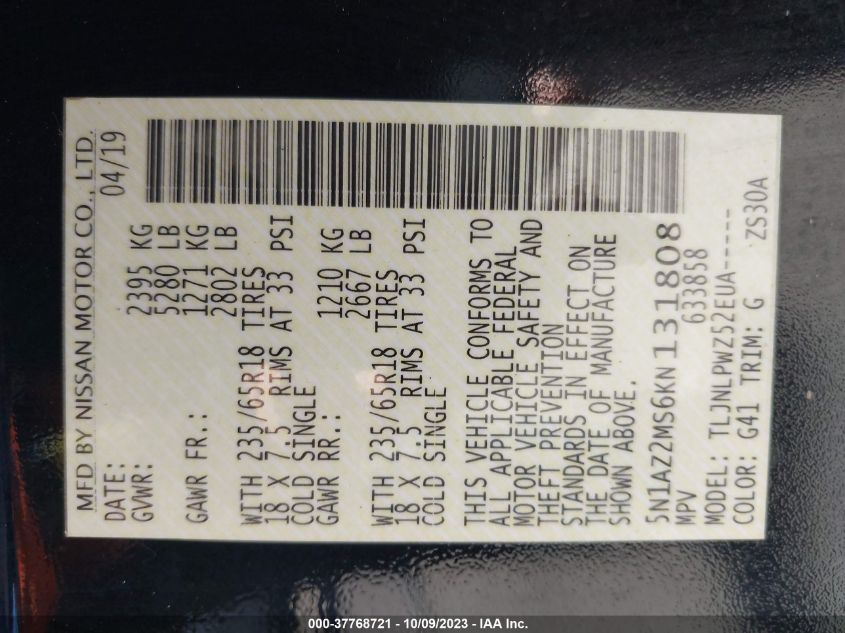 MFD BY NISSAN MOTOR CO., LTD.
DATE: 04/19
GVWR: 2395 KG
5280 LB
GAWR FR.: 1271 KG
2802 LB
WITH 235/65R18 TIRES
18 X 7.5 RIMS AT 33 PSI
COLD SINGLE
GAWR RR.: 1210 KG
2667 LB
WITH 235/65R18 TIRES
18 X 7.5 RIMS AT 33 PSI
COLD SINGLE
THIS VEHICLE CONFORMS TO
ALL APPLICABLE FEDERAL
MOTOR VEHICLE SAFETY AND
THEFT PREVENTION
STANDARDS IN EFFECT ON
THE DATE OF MANUFACTURE
SHOWN ABOVE.
5N1AZ2MS6KN131808
MPV 633858
MODEL: TLJNLPWZ52EUA-----
COLOR: G41 TRIM: G ZS30A
000-37768721 - 10/09/2023 - IAA Inc.